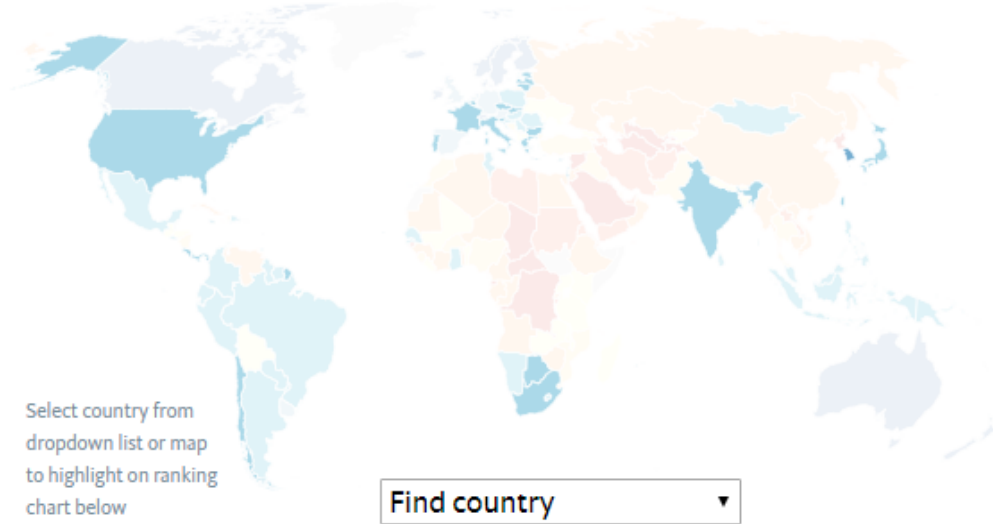 Select country from
dropdown list or map
to highlight on ranking
chart below
Find country